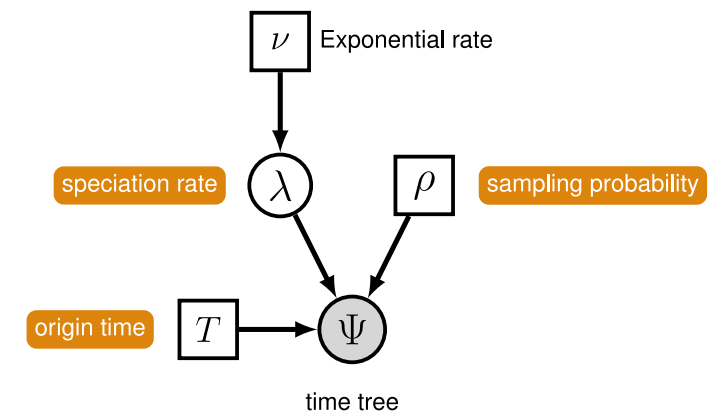 ν Exponential rate
speciation rate λ ρ sampling probability
origin time T Ψ
time tree